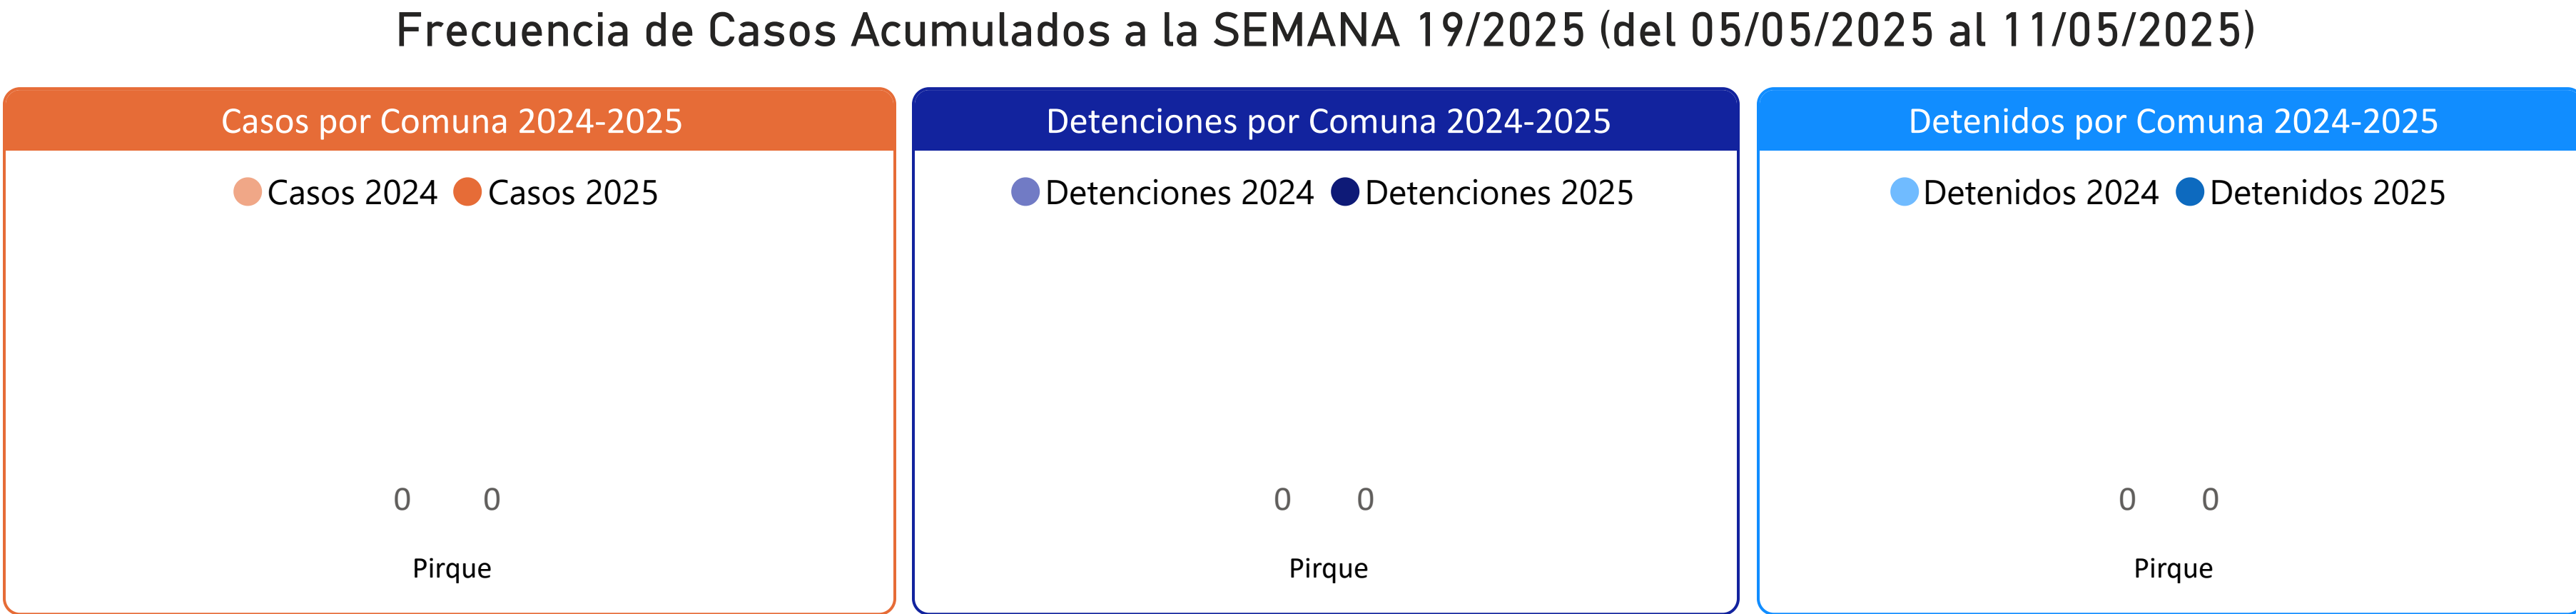 Frecuencia de Casos Acumulados a la SEMANA 19/2025 (del 05/05/2025 al 11/05/2025)
Casos por Comuna 2024-2025
Casos 2024 Casos 2025
0 0
Pirque
Detenciones por Comuna 2024-2025
Detenciones 2024 Detenciones 2025
0 0
Pirque
Detenidos por Comuna 2024-2025
Detenidos 2024 Detenidos 2025
0 0
Pirque